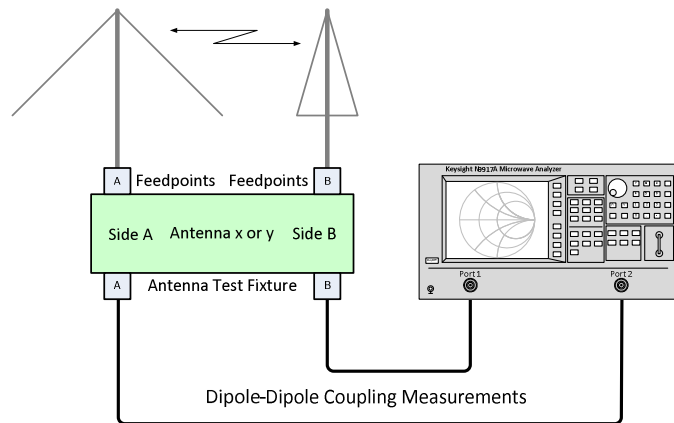 A Feedpoints Feedpoints B
Side A Antenna x or y Side B
A Antenna Test Fixture B
Keysight N9917A Microwave Analyzer
Port 1 Port 2
Dipole-Dipole Coupling Measurements